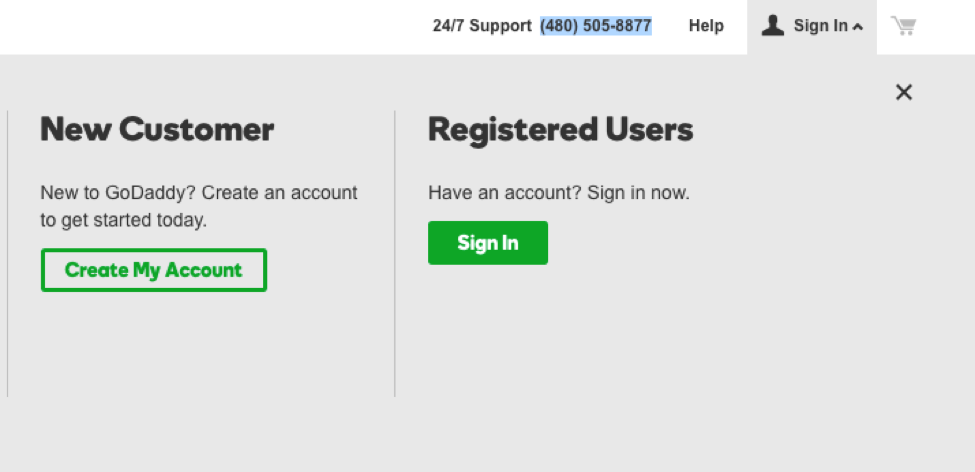 24/7 Support (480) 505-8877 Help Sign In
New Customer
New to GoDaddy? Create an account
to get started today.
Create My Account
Registered Users
Have an account? Sign in now.
Sign In